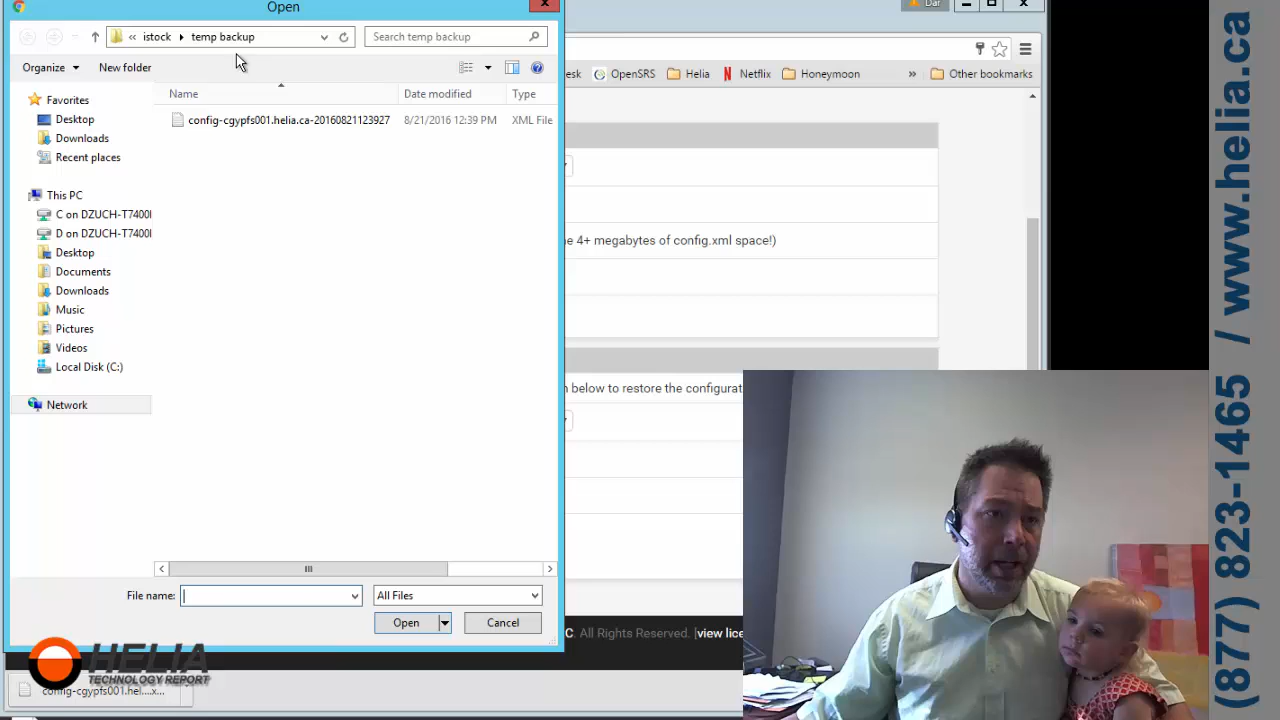 Open
Dar
« istock ▸ temp backup
Search temp backup
Organize
New folder
esk
OpenSRS
Helia
Netflix
Honeymoon
»
Other bookmarks
Name
Date modified
Type
Favorites
Desktop
Downloads
Recent places
config-cgypfs001.helia.ca-20160821123927
8/21/2016 12:39 PM
XML File
This PC
C on DZUCH-T7400
D on DZUCH-T7400
Desktop
Documents
Downloads
Music
Pictures
Videos
Local Disk (C:)
Network
ne 4+ megabytes of config.xml space!)
n below to restore the configurat
File name:
All Files
Open
Cancel
C. All Rights Reserved. [view lice
HELIA
TECHNOLOGY REPORT
config-cgypfs001.hel....x...
(877) 823-1465 / www.helia.ca